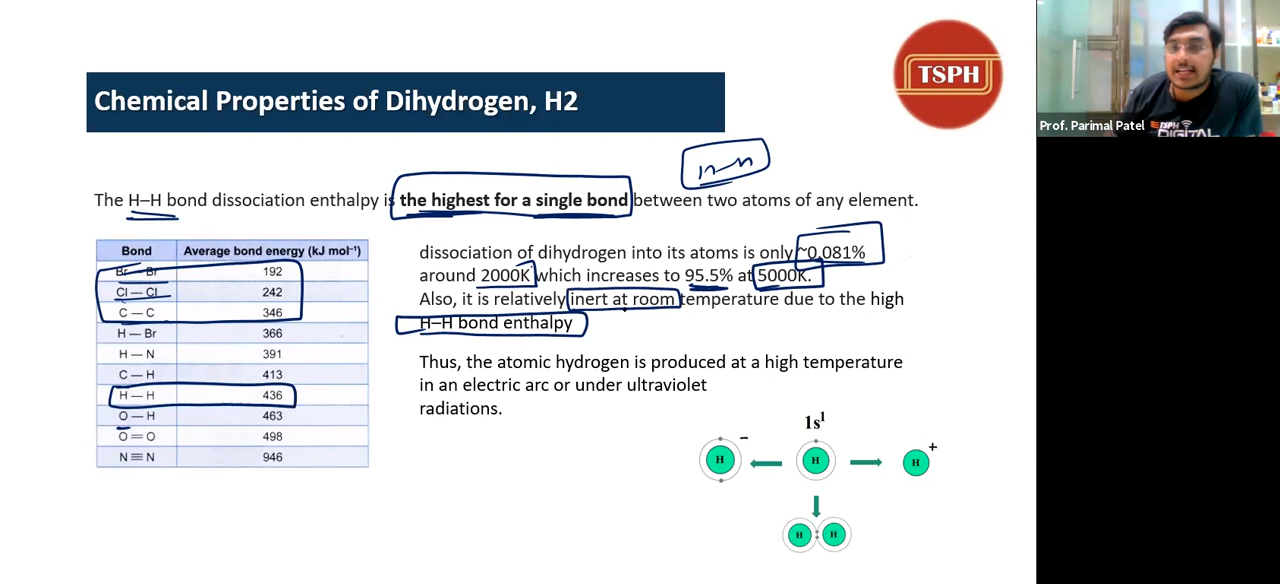 TSPH
Chemical Properties of Dihydrogen, H2
Prof. Parimal Patel
TSPH
DIGITAL
The H–H bond dissociation enthalpy is the highest for a single bond between two atoms of any element.
Bond Average bond energy (kJ mol⁻¹)
Br — Br 192
Cl — Cl 242
C — C 346
H — Br 366
H — N 391
C — H 413
H — H 436
O — H 463
O = O 498
N ≡ N 946
dissociation of dihydrogen into its atoms is only ~0.081%
around 2000K which increases to 95.5% at 5000K.
Also, it is relatively inert at room temperature due to the high
H–H bond enthalpy
Thus, the atomic hydrogen is produced at a high temperature
in an electric arc or under ultraviolet
radiations.
1s¹
H − H H +
H H